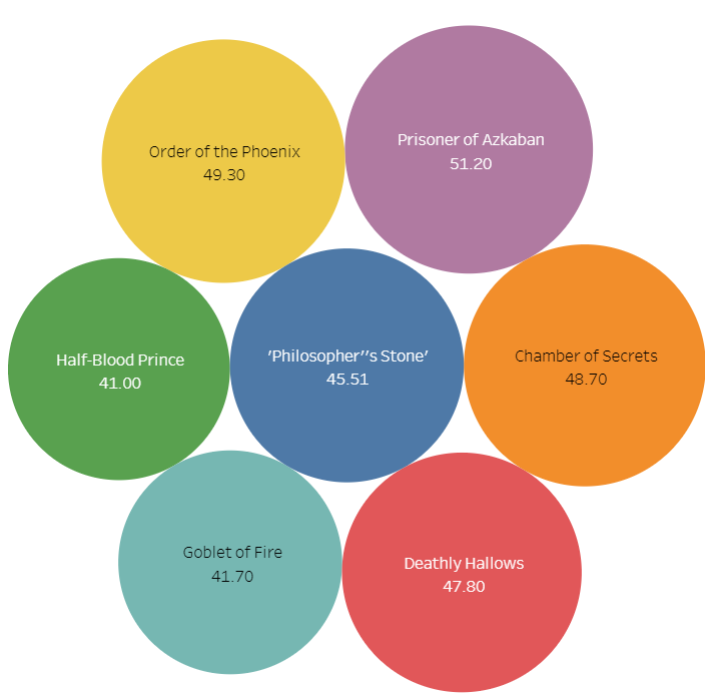 Order of the Phoenix
49.30
Prisoner of Azkaban
51.20
Half-Blood Prince
41.00
’Philosopher’’s Stone’
45.51
Chamber of Secrets
48.70
Goblet of Fire
41.70
Deathly Hallows
47.80